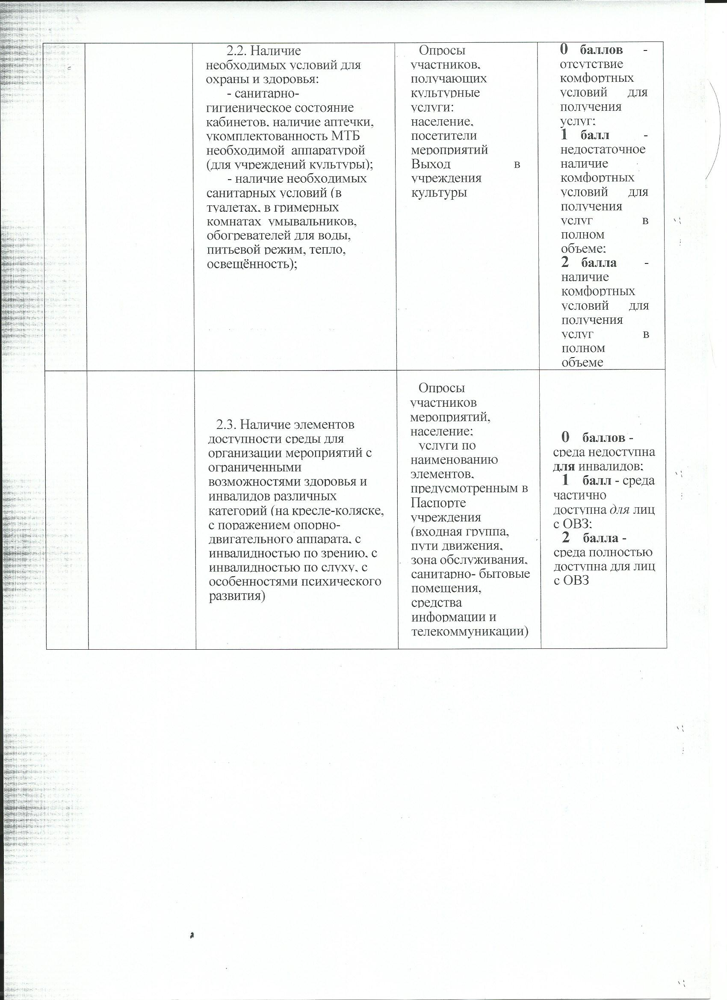 2.2. Наличие
необходимых условий для
охраны и здоровья:
- санитарно-
гигиеническое состояние
кабинетов, наличие аптечки,
укомплектованность МТБ
необходимой аппаратурой
(для учреждений культуры);
- наличие необходимых
санитарных условий (в
туалетах, в гримерных
комнатах умывальников,
обогревателей для воды,
питьевой режим, тепло,
освещённость);
Опросы
участников,
получающих
культурные
услуги:
население,
посетители
мероприятий
Выход в
учреждения
культуры
0 баллов -
отсутствие
комфортных
условий для
получения
услуг;
1 балл -
недостаточное
наличие
комфортных
условий для
получения
услуг в
полном
объеме;
2 балла -
наличие
комфортных
условий для
получения
услуг в
полном
объеме
2.3. Наличие элементов
доступности среды для
организации мероприятий с
ограниченными
возможностями здоровья и
инвалидов различных
категорий (на кресле-коляске,
с поражением опорно-
двигательного аппарата, с
инвалидностью по зрению, с
инвалидностью по слуху, с
особенностями психического
развития)
Опросы
участников
мероприятий,
население;
услуги по
наименованию
элементов,
предусмотренным в
Паспорте
учреждения
(входная группа,
пути движения,
зона обслуживания,
санитарно- бытовые
помещения,
средства
информации и
телекоммуникации)
0 баллов -
среда недоступна
для инвалидов;
1 балл - среда
частично
доступна для лиц
с ОВЗ;
2 балла -
среда полностью
доступна для лиц
с ОВЗ